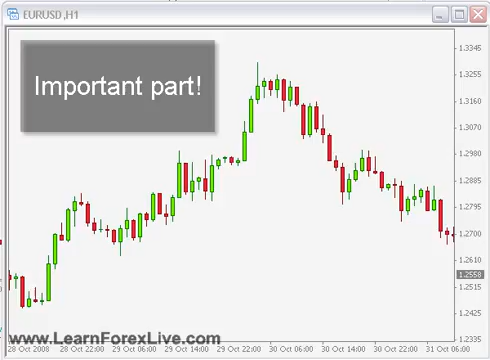 EURUSD,H1
Important part!
1.3345
1.3255
1.3160
1.3070
1.2980
1.2885
1.2795
1.2700
1.2610
1.2558
1.2515
1.2425
1.2335
www.LearnForexLive.com
28 Oct 2008
28 Oct 22:00
29 Oct 06:00
29 Oct 14:00
29 Oct 22:00
30 Oct 06:00
30 Oct 14:00
30 Oct 22:00
31 Oct 06:00